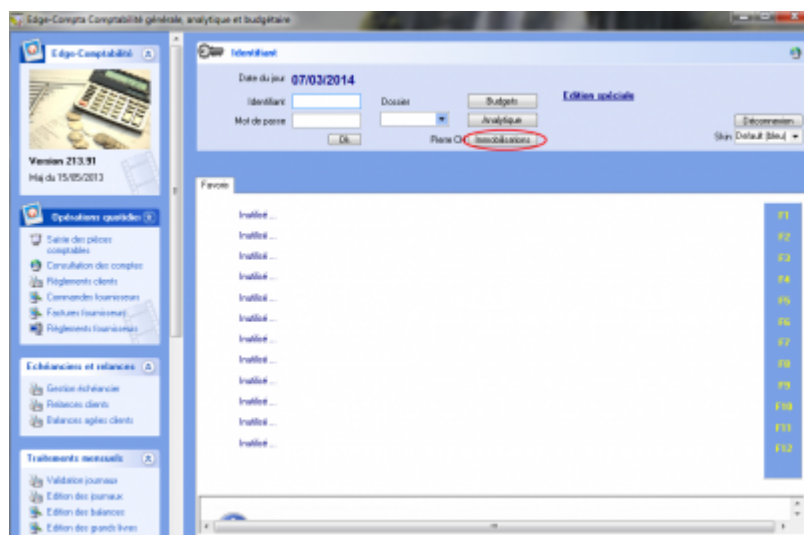 Edge-Compta Comptabilité générale, analytique et budgétaire
Edge-Comptabilité
Version 213.91
Maj du 15/05/2013
Opérations quotidien
Saisie des pièces comptables
Consultation des comptes
Règlements clients
Commandes fournisseurs
Factures fournisseurs
Règlements fournisseurs
Echéanciers et relances
Gestion échéancier
Relances clients
Balances agées clients
Traitements mensuels
Validation journaux
Edition des journaux
Edition des balances
Edition des grands livres
Identifiant
Date du jour 07/03/2014
Identifiant
Dossier
Budgets
Edition spéciale
Mot de passe
Analytique
Déconnexion
Ok
Pierre CH
Immobilisations
Skin Default (bleu)
Favoris
Inutilisé ... F1
Inutilisé ... F2
Inutilisé ... F3
Inutilisé ... F4
Inutilisé ... F5
Inutilisé ... F6
Inutilisé ... F7
Inutilisé ... F8
Inutilisé ... F9
Inutilisé ... F10
Inutilisé ... F11
Inutilisé ... F12